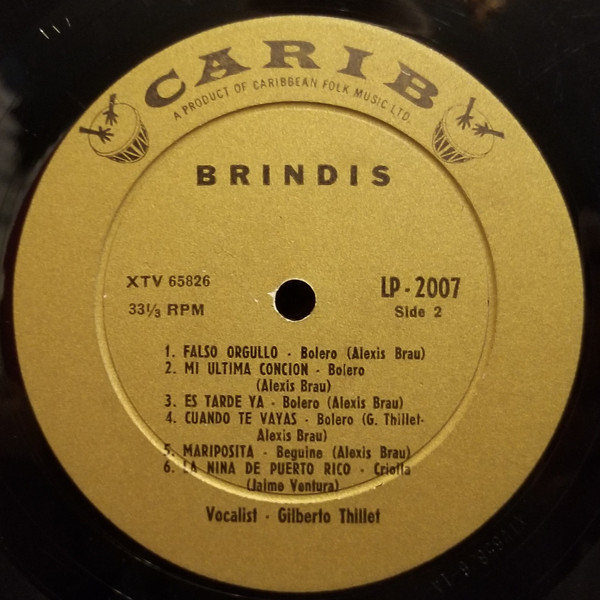 CARIB
A PRODUCT OF CARIBBEAN FOLK MUSIC LTD.
BRINDIS
XTV 65826
LP - 2007
33 1/3 RPM
Side 2
1. FALSO ORGULLO - Bolero (Alexis Brau)
2. MI ULTIMA CONCION - Bolero
(Alexis Brau)
3. ES TARDE YA - Bolero (Alexis Brau)
4. CUANDO TE VAYAS - Bolero (G. Thillet-
Alexis Brau)
5. MARIPOSITA - Beguine (Alexis Brau)
6. LA NINA DE PUERTO RICO - Criolla
(Jaime Ventura)
Vocalist - Gilberto Thillet